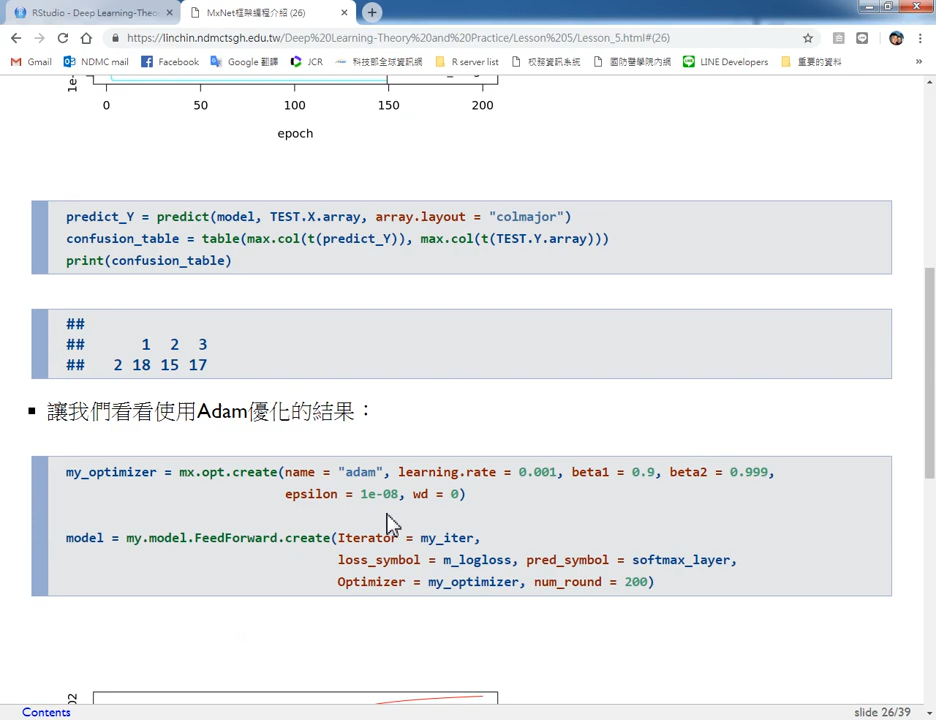 RStudio - Deep Learning-Theo
MxNet框架編程介紹 (26)
https://linchin.ndmctsgh.edu.tw/Deep%20Learning-Theory%20and%20Practice/Lesson%205/Lesson_5.html#(26)
Gmail
NDMC mail
Facebook
Google 翻譯
JCR
科技部全球資訊網
R server list
校務資訊系統
國防醫學院內網
LINE Developers
重要的資料
»
1e-
0 50 100 150 200
epoch
predict_Y = predict(model, TEST.X.array, array.layout = "colmajor")
confusion_table = table(max.col(t(predict_Y)), max.col(t(TEST.Y.array)))
print(confusion_table)
##
## 1 2 3
## 2 18 15 17
▪ 讓我們看看使用Adam優化的結果：
my_optimizer = mx.opt.create(name = "adam", learning.rate = 0.001, beta1 = 0.9, beta2 = 0.999,
epsilon = 1e-08, wd = 0)
model = my.model.FeedForward.create(Iterator = my_iter,
loss_symbol = m_logloss, pred_symbol = softmax_layer,
Optimizer = my_optimizer, num_round = 200)
02
Contents
slide 26/39